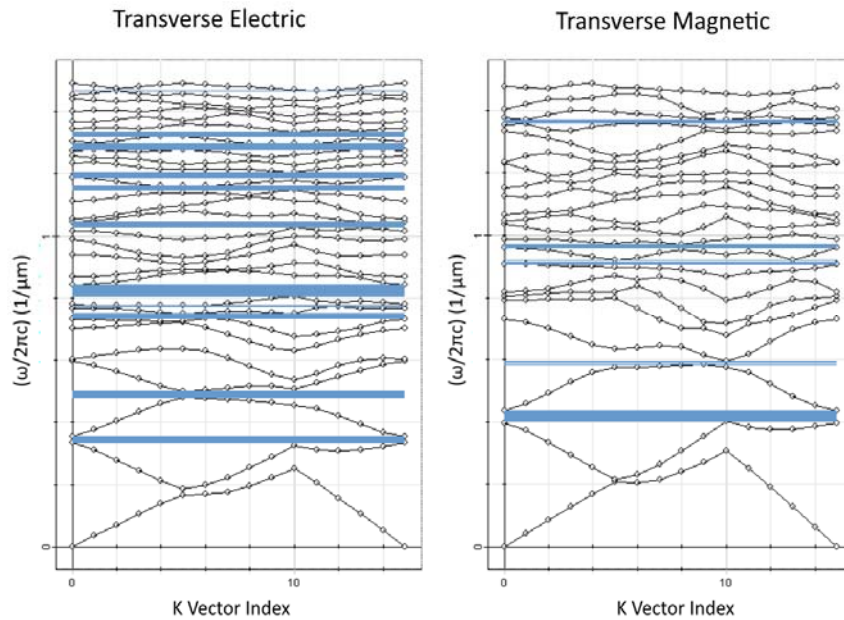 Transverse Electric
Transverse Magnetic
(ω/2πc) (1/μm)
1
0
0
10
K Vector Index
(ω/2πc) (1/μm)
1
0
0
10
K Vector Index